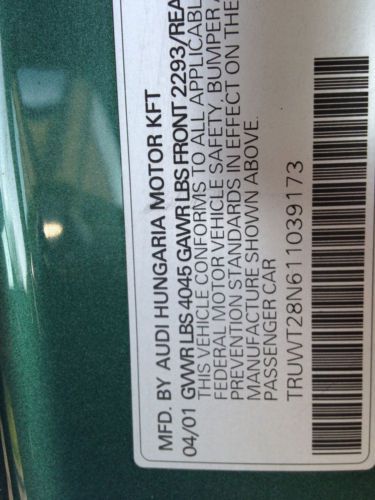 MFD. BY AUDI HUNGARIA MOTOR KFT
04/01 GVWR LBS 4045 GAWR LBS FRONT 2293/REA
THIS VEHICLE CONFORMS TO ALL APPLICABL
FEDERAL MOTOR VEHICLE SAFETY, BUMPER A
PREVENTION STANDARDS IN EFFECT ON THE
MANUFACTURE SHOWN ABOVE.
PASSENGER CAR
TRUWT28N611039173